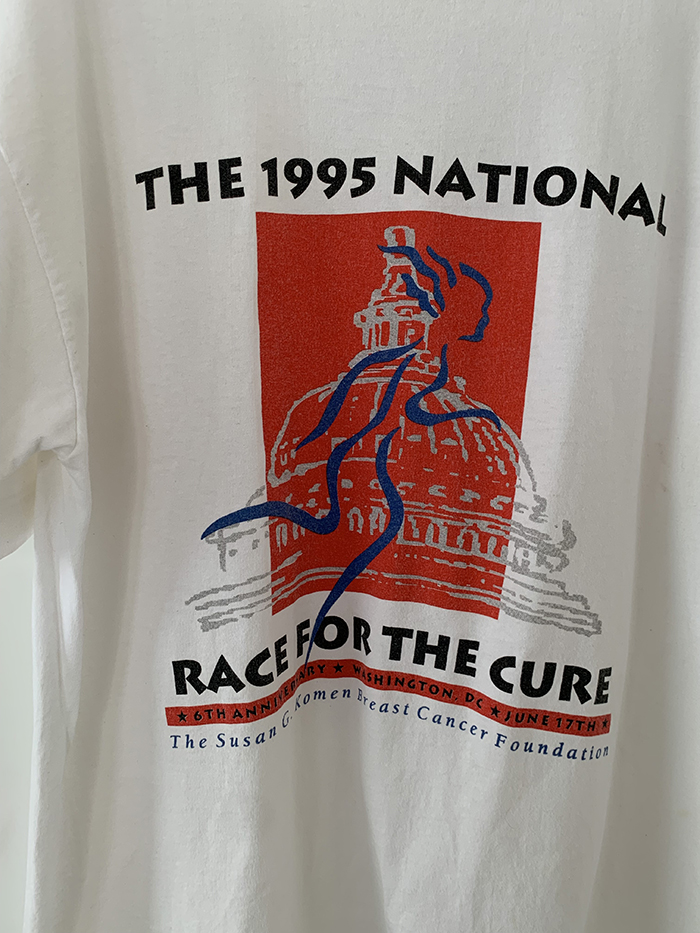 THE 1995 NATIONAL
RACE FOR THE CURE
★ 6TH ANNIVERSARY ★ WASHINGTON, DC ★ JUNE 17TH ★
The Susan G. Komen Breast Cancer Foundation